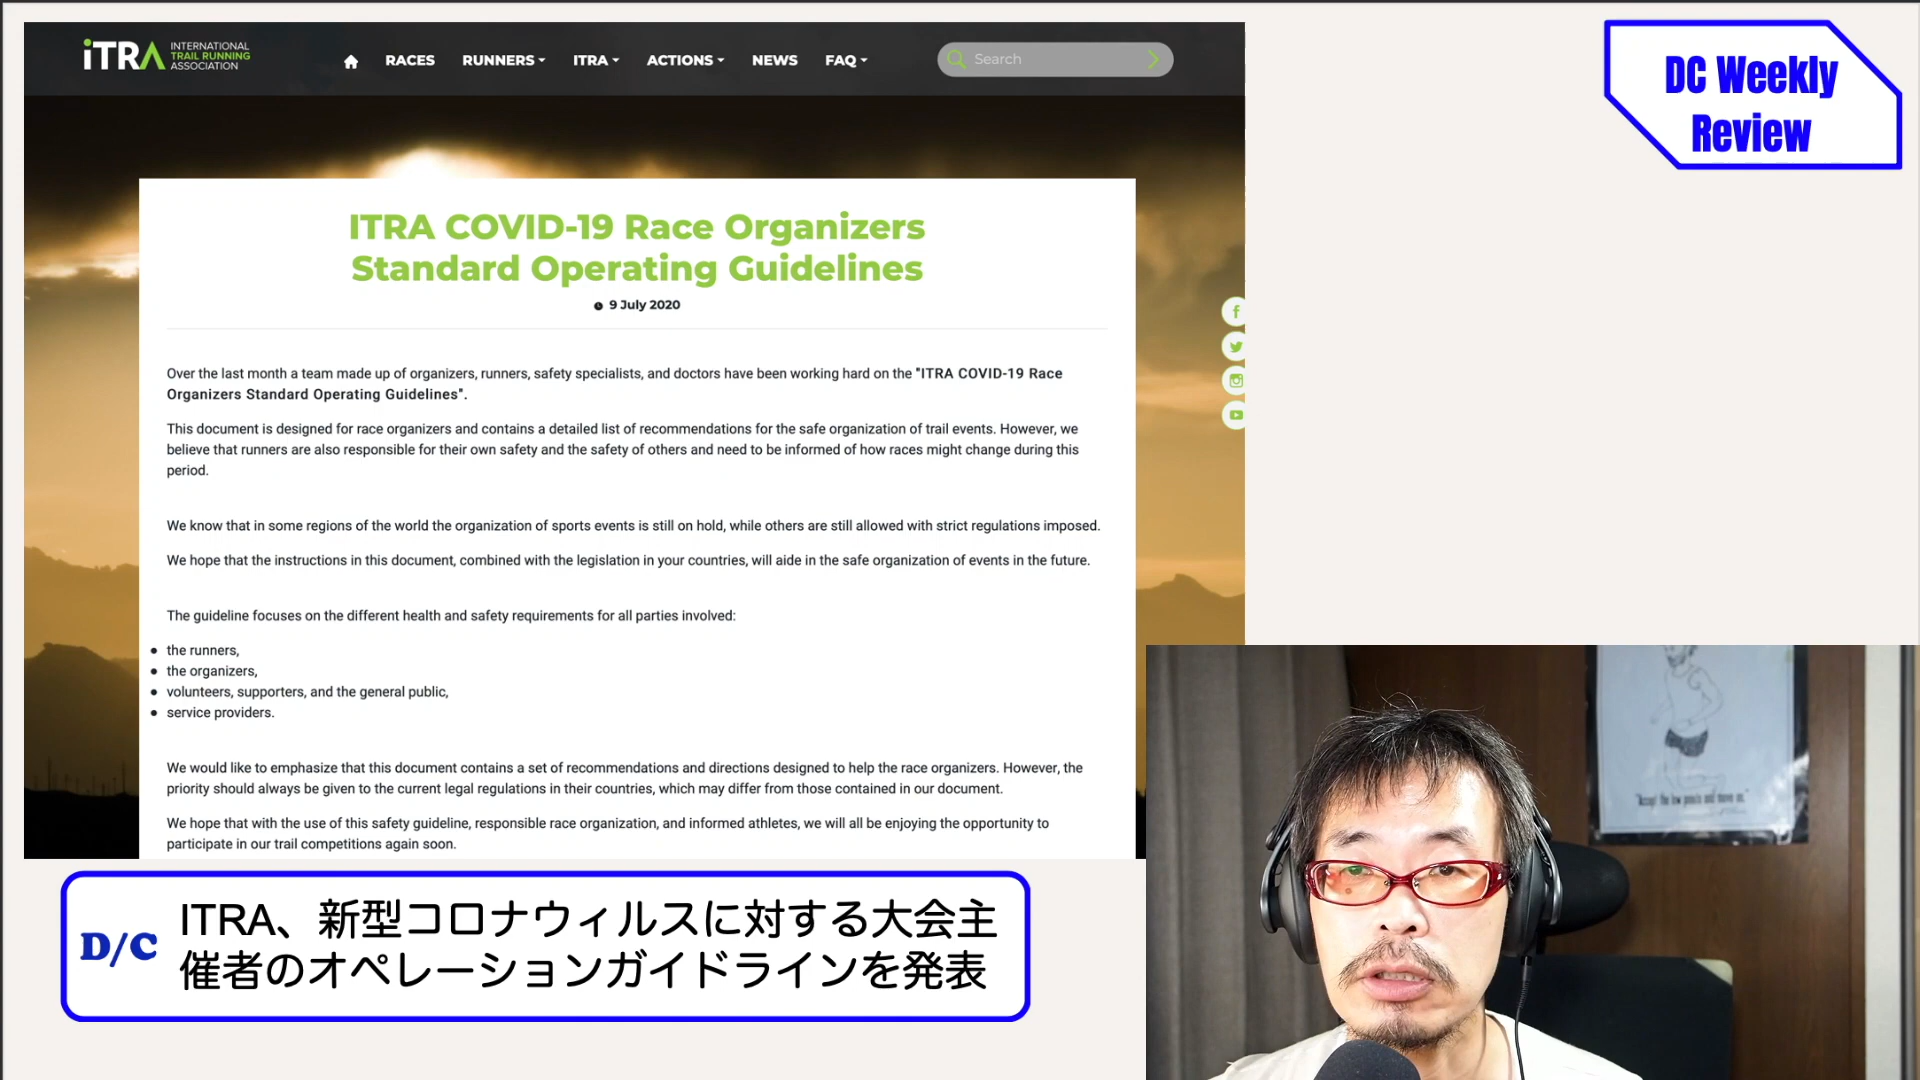 iTRA INTERNATIONAL TRAIL RUNNING ASSOCIATION
RACES RUNNERS ITRA ACTIONS NEWS FAQ Search
DC Weekly
Review
ITRA COVID-19 Race Organizers
Standard Operating Guidelines
9 July 2020
Over the last month a team made up of organizers, runners, safety specialists, and doctors have been working hard on the "ITRA COVID-19 Race
Organizers Standard Operating Guidelines".
This document is designed for race organizers and contains a detailed list of recommendations for the safe organization of trail events. However, we
believe that runners are also responsible for their own safety and the safety of others and need to be informed of how races might change during this
period.
We know that in some regions of the world the organization of sports events is still on hold, while others are still allowed with strict regulations imposed.
We hope that the instructions in this document, combined with the legislation in your countries, will aide in the safe organization of events in the future.
The guideline focuses on the different health and safety requirements for all parties involved:
the runners,
the organizers,
volunteers, supporters, and the general public,
service providers.
We would like to emphasize that this document contains a set of recommendations and directions designed to help the race organizers. However, the
priority should always be given to the current legal regulations in their countries, which may differ from those contained in our document.
We hope that with the use of this safety guideline, responsible race organization, and informed athletes, we will all be enjoying the opportunity to
participate in our trail competitions again soon.
D/C
ITRA、新型コロナウィルスに対する大会主
催者のオペレーションガイドラインを発表